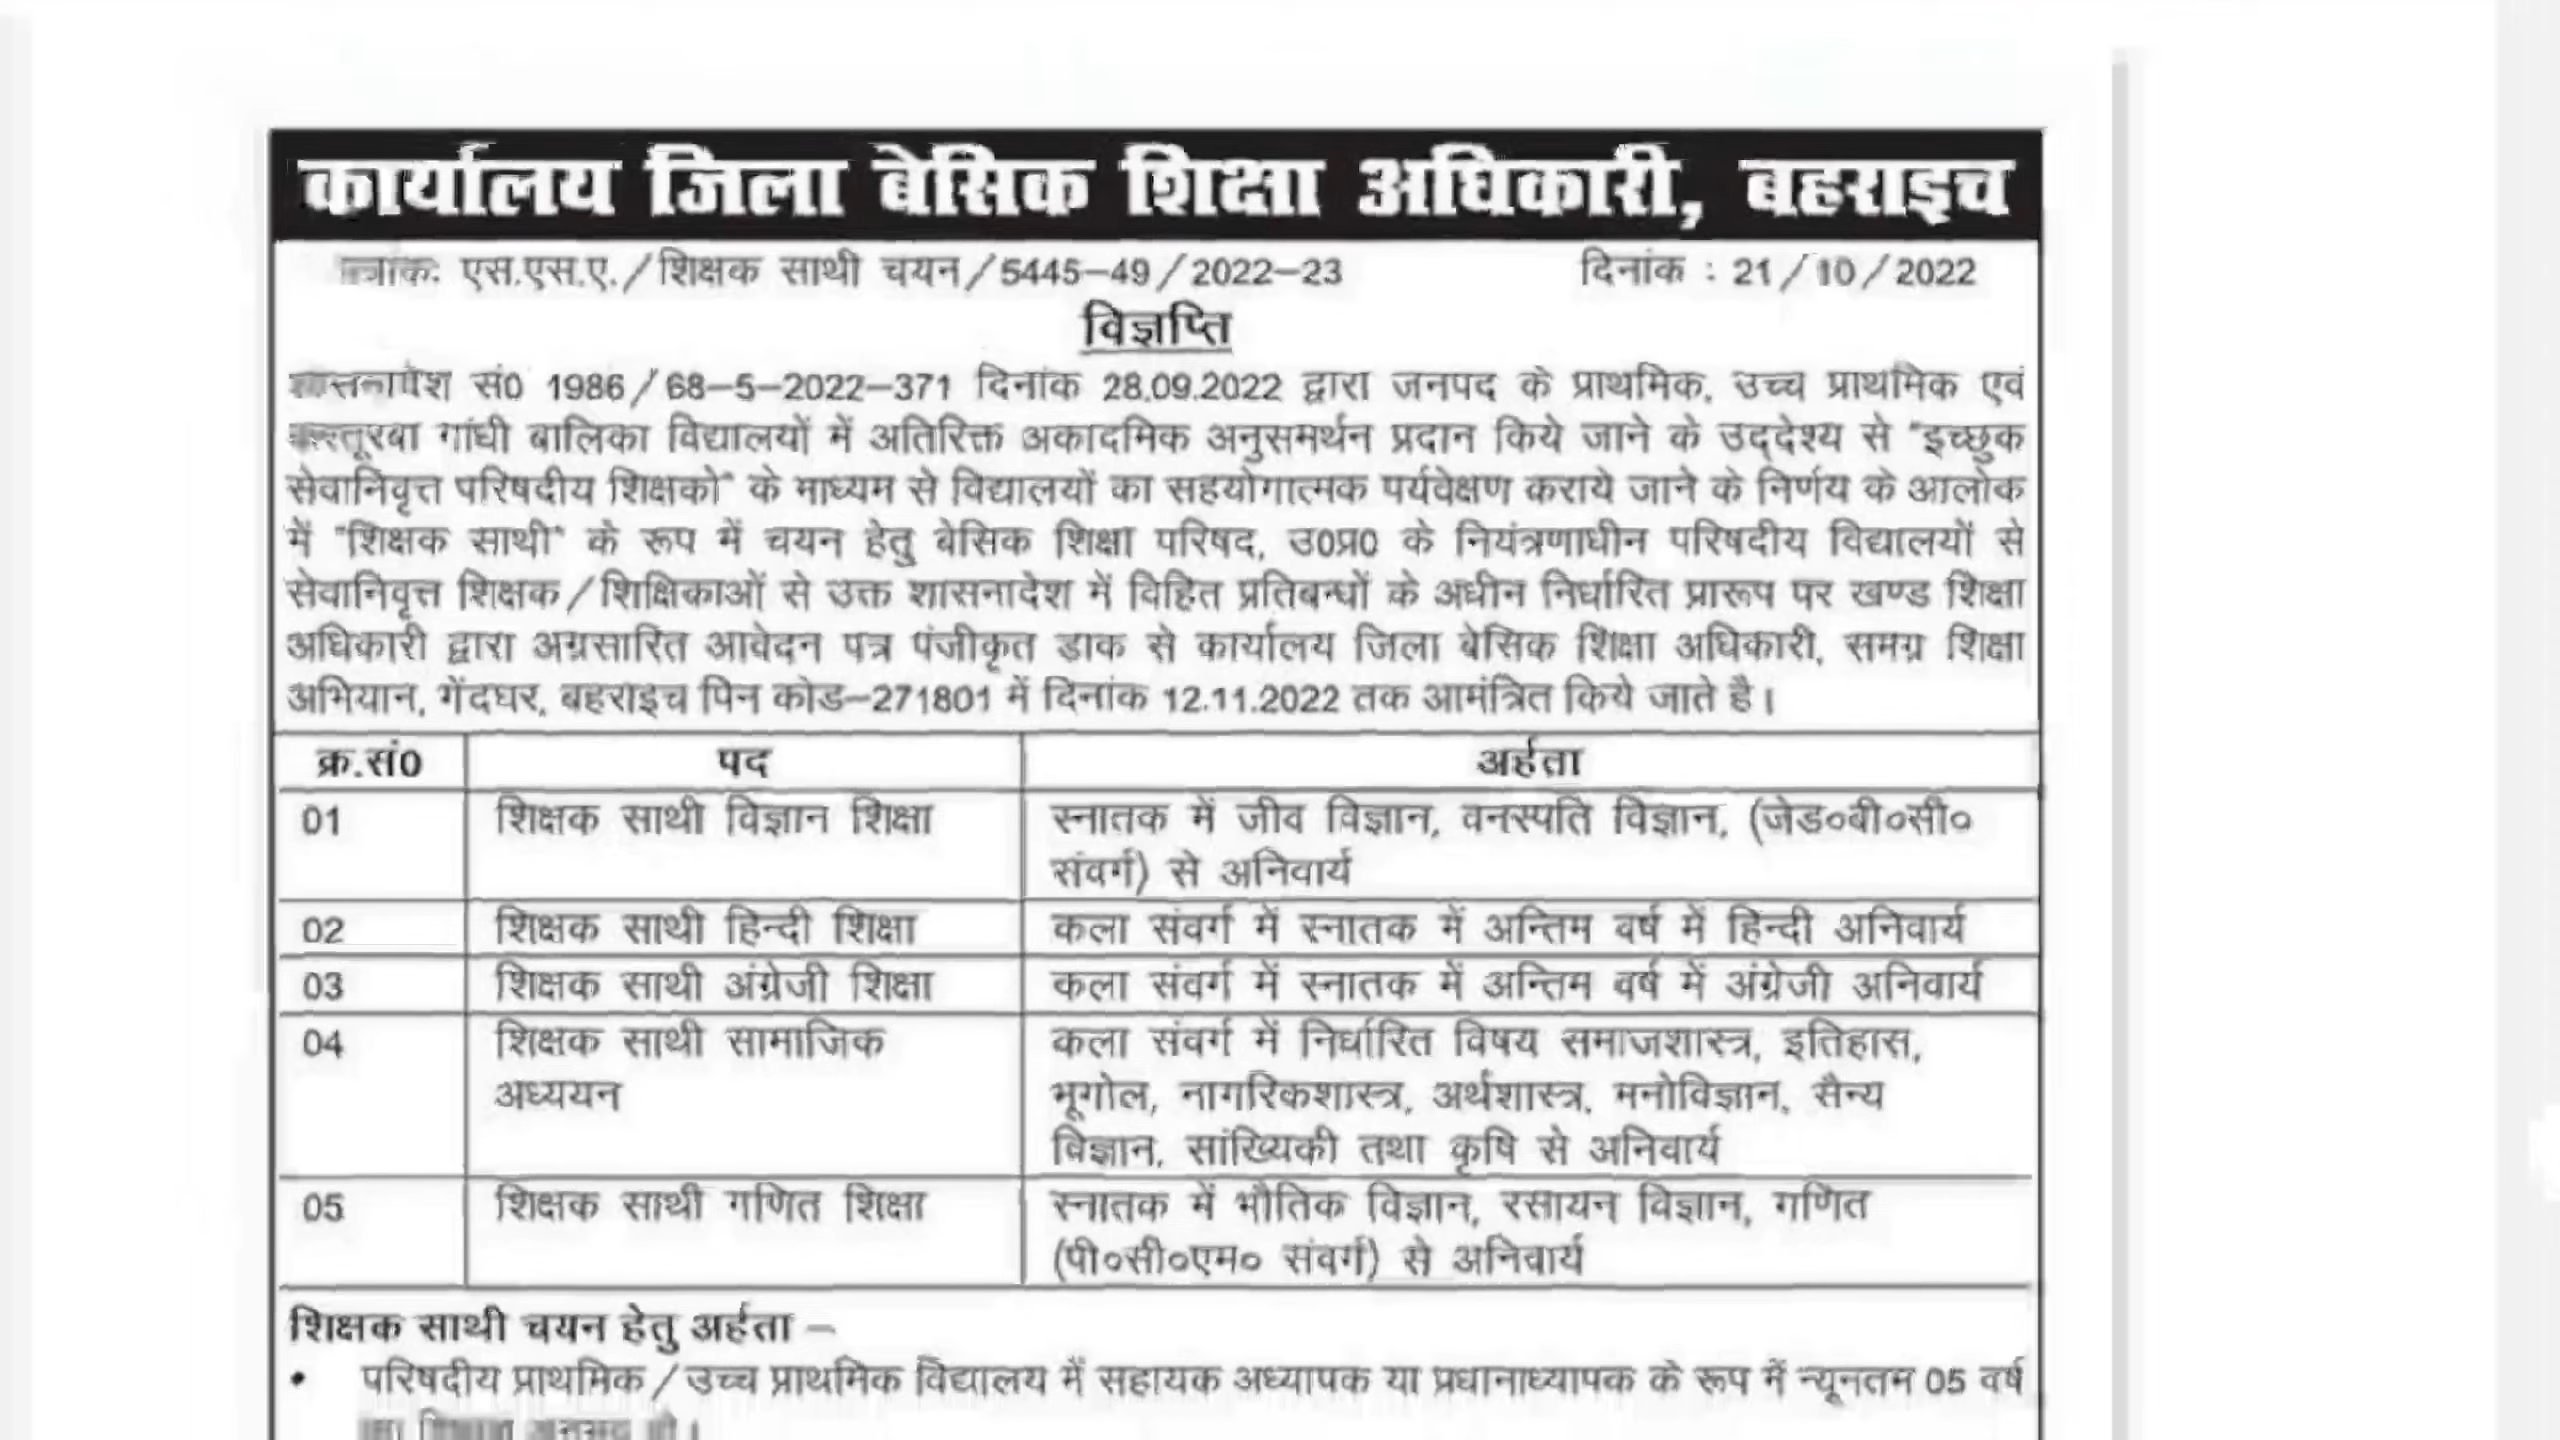 कार्यालय जिला बेसिक शिक्षा अधिकारी, बहराइच
एस.एस.ए./शिक्षक साथी चयन/5445-49/2022-23 दिनांक : 21/10/2022
विज्ञप्ति
सं0 1986/68-5-2022-371 दिनांक 28.09.2022 द्वारा जनपद के प्राथमिक, उच्च प्राथमिक एवं
कस्तूरबा गांधी बालिका विद्यालयों में अतिरिक्त अकादमिक अनुसमर्थन प्रदान किये जाने के उद्देश्य से "इच्छुक
सेवानिवृत्त परिषदीय शिक्षको" के माध्यम से विद्यालयों का सहयोगात्मक पर्यवेक्षण कराये जाने के निर्णय के आलोक
में "शिक्षक साथी" के रूप में चयन हेतु बेसिक शिक्षा परिषद, उ0प्र0 के नियंत्रणाधीन परिषदीय विद्यालयों से
सेवानिवृत्त शिक्षक/शिक्षिकाओं से उक्त शासनादेश में विहित प्रतिबन्धों के अधीन निर्धारित प्रारूप पर खण्ड शिक्षा
अधिकारी द्वारा अग्रसारित आवेदन पत्र पंजीकृत डाक से कार्यालय जिला बेसिक शिक्षा अधिकारी, समग्र शिक्षा
अभियान, गेंदघर, बहराइच पिन कोड-271801 में दिनांक 12.11.2022 तक आमंत्रित किये जाते है।
क्र.सं0 पद अर्हता
01 शिक्षक साथी विज्ञान शिक्षा स्नातक में जीव विज्ञान, वनस्पति विज्ञान, (जेड०बी०सी०
संवर्ग) से अनिवार्य
02 शिक्षक साथी हिन्दी शिक्षा कला संवर्ग में स्नातक में अन्तिम वर्ष में हिन्दी अनिवार्य
03 शिक्षक साथी अंग्रेजी शिक्षा कला संवर्ग में स्नातक में अन्तिम वर्ष में अंग्रेजी अनिवार्य
04 शिक्षक साथी सामाजिक कला संवर्ग में निर्धारित विषय समाजशास्त्र, इतिहास,
अध्ययन भूगोल, नागरिकशास्त्र, अर्थशास्त्र, मनोविज्ञान, सैन्य
विज्ञान, सांख्यिकी तथा कृषि से अनिवार्य
05 शिक्षक साथी गणित शिक्षा स्नातक में भौतिक विज्ञान, रसायन विज्ञान, गणित
(पी०सी०एम० संवर्ग) से अनिवार्य
शिक्षक साथी चयन हेतु अर्हता –
• परिषदीय प्राथमिक/उच्च प्राथमिक विद्यालय में सहायक अध्यापक या प्रधानाध्यापक के रूप में न्यूनतम 05 वर्ष